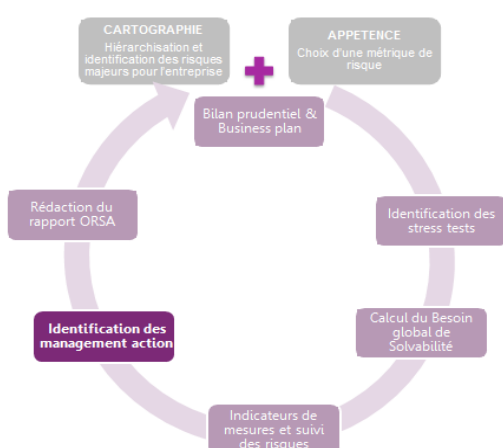 CARTOGRAPHIE
Hiérarchisation et
identification des risques
majeurs pour l'entreprise
APPETENCE
Choix d'une métrique de
risque
Bilan prudentiel &
Business plan
Rédaction du
rapport ORSA
Identification des
stress tests
Identification des
management action
Calcul du Besoin
global de
Solvabilité
Indicateurs de
mesures et suivi
des risques